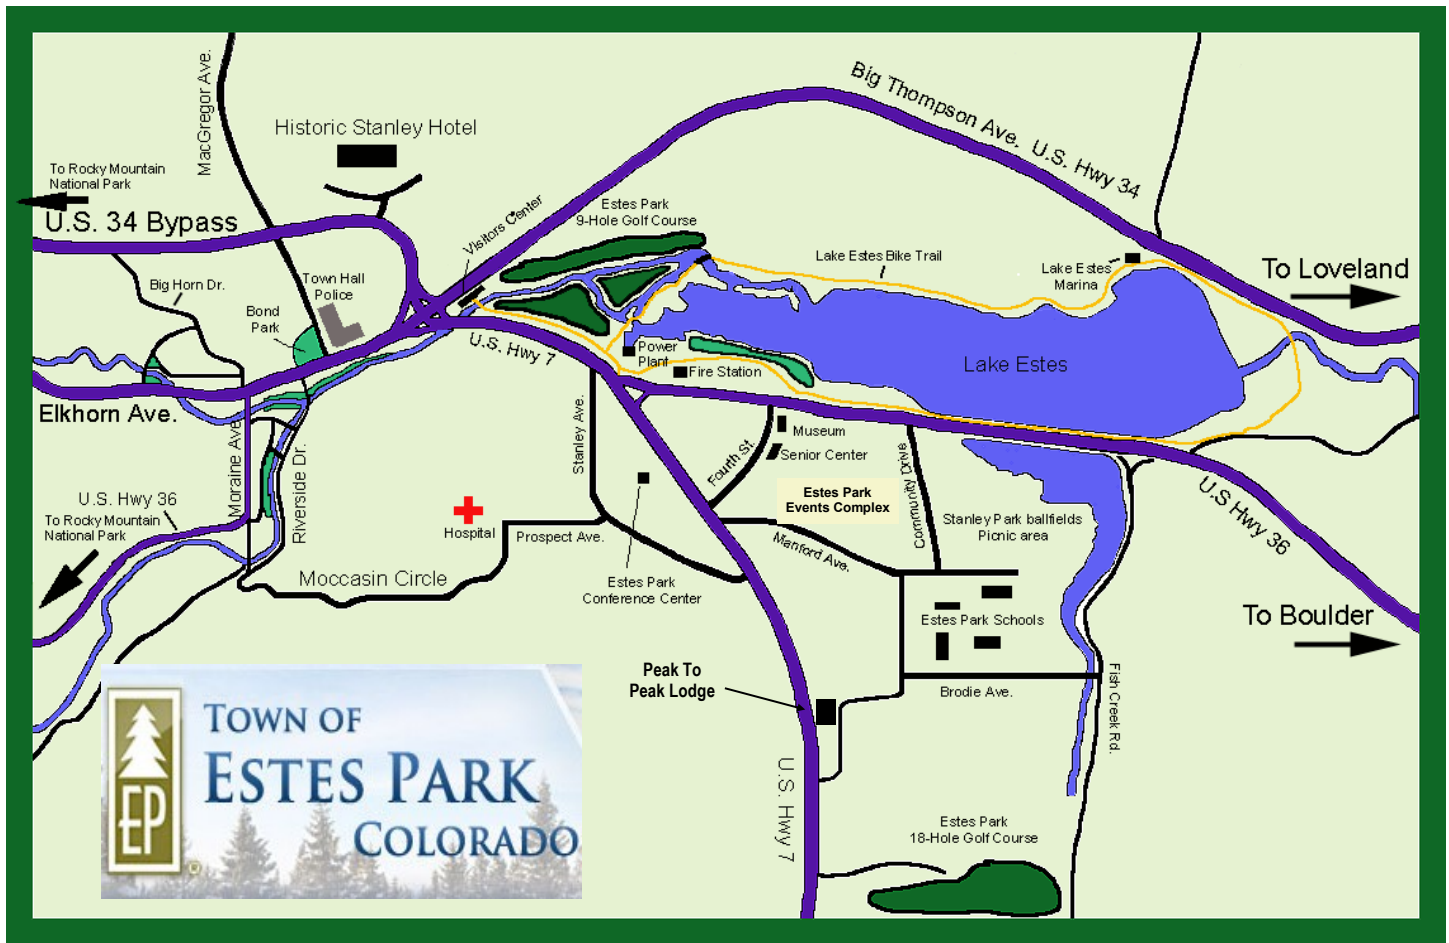 MacGregor Ave.
Big Thompson Ave. U.S. Hwy 34
Historic Stanley Hotel
To Rocky Mountain
National Park
U.S. 34 Bypass
Visitors Center
Estes Park
9-Hole Golf Course
Lake Estes Bike Trail
Lake Estes
Marina
To Loveland
Big Horn Dr.
Town Hall
Police
Bond
Park
U.S. Hwy 7
Power
Plant
Fire Station
Lake Estes
Elkhorn Ave.
Moraine Ave
Riverside Dr.
Stanley Ave.
Fourth St.
Museum
Senior Center
Community Drive
Estes Park
Events Complex
Stanley Park ballfields
Picnic area
U.S Hwy 36
U.S. Hwy 36
To Rocky Mountain
National Park
Hospital
Prospect Ave.
Manford Ave.
Moccasin Circle
Estes Park
Conference Center
Estes Park Schools
To Boulder
Peak To
Peak Lodge
Brodie Ave.
Fish Creek Rd.
U.S. Hwy 7
Estes Park
18-Hole Golf Course
EP
®
TOWN OF
ESTES PARK
COLORADO